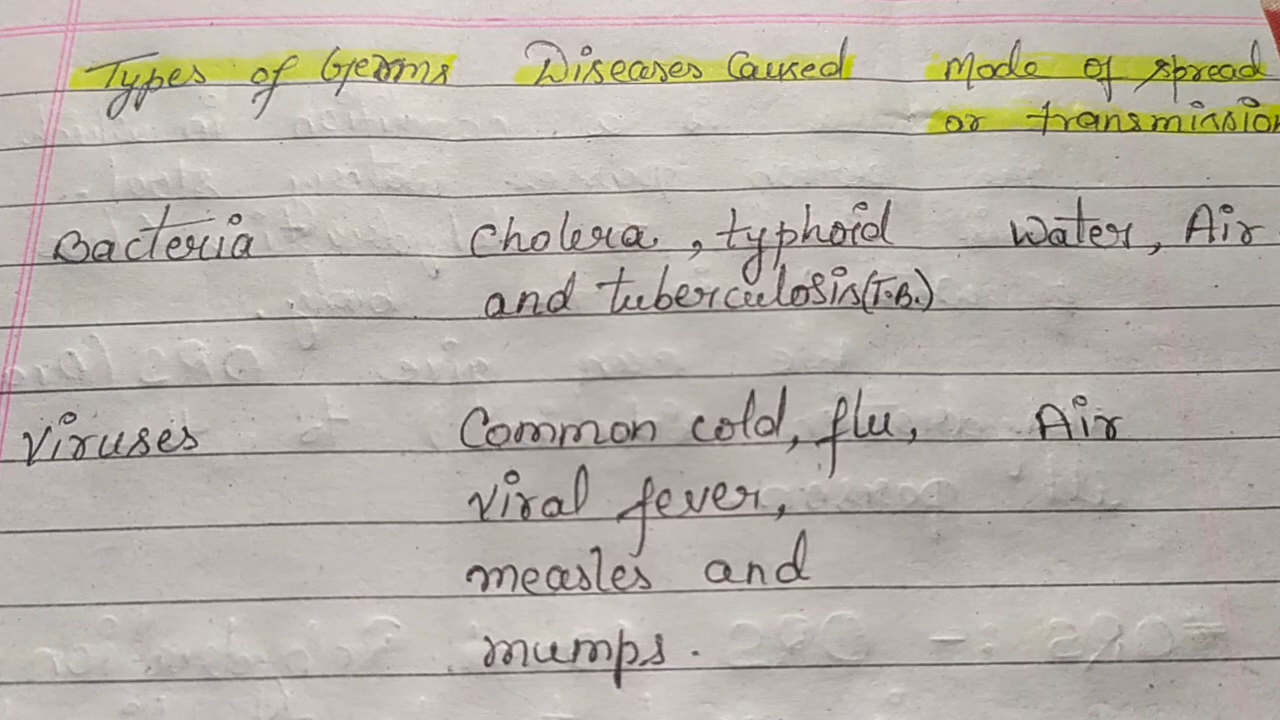 Types of Germs Diseases Caused Mode of spread
or transmission
Bacteria Cholera, typhoid Water, Air
and tuberculosis (T.B.)
Viruses Common cold, flu, Air
viral fever,
measles and
mumps.